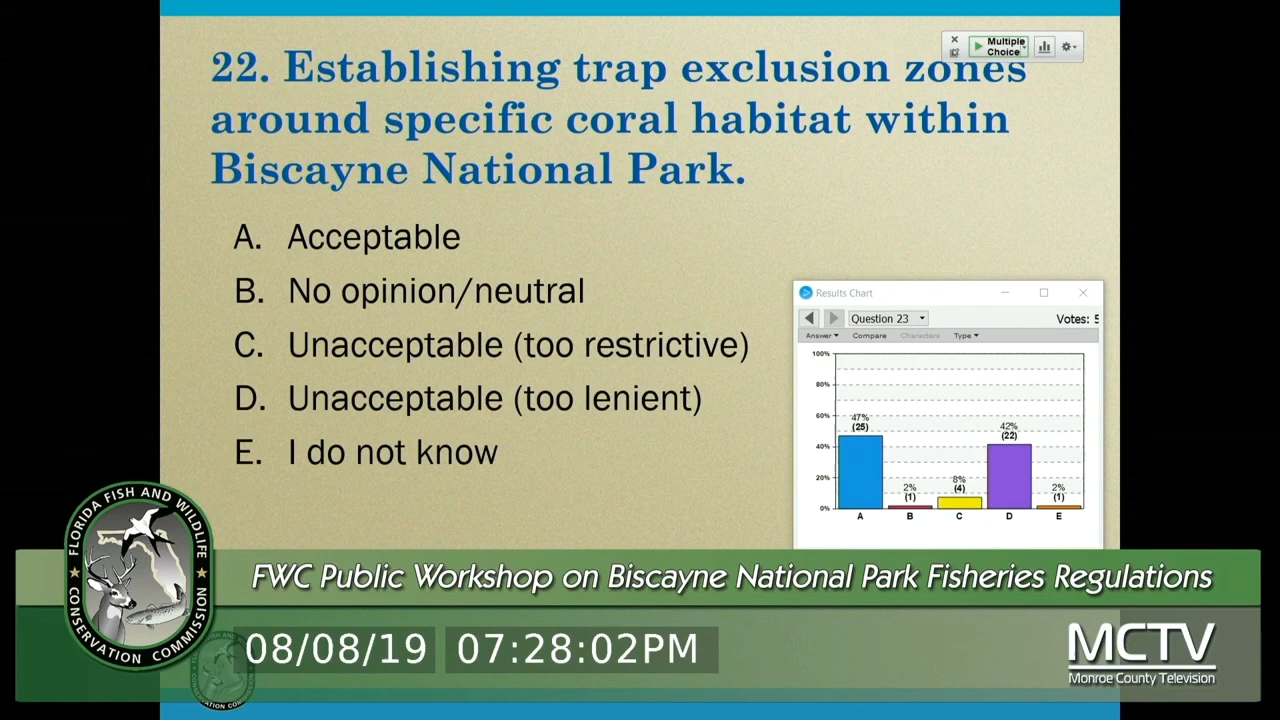 22. Establishing trap exclusion zones
around specific coral habitat within
Biscayne National Park.
Multiple
Choice
A. Acceptable
B. No opinion/neutral
C. Unacceptable (too restrictive)
D. Unacceptable (too lenient)
E. I do not know
Results Chart
Question 23
Votes: 5
Answer Compare Characters Type
100%
80%
60%
40%
20%
0%
47%
(25)
2%
(1)
8%
(4)
42%
(22)
2%
(1)
A B C D E
FLORIDA FISH AND WILDLIFE
CONSERVATION COMMISSION
FWC Public Workshop on Biscayne National Park Fisheries Regulations
08/08/19 07:28:02PM
MCTV
Monroe County Television